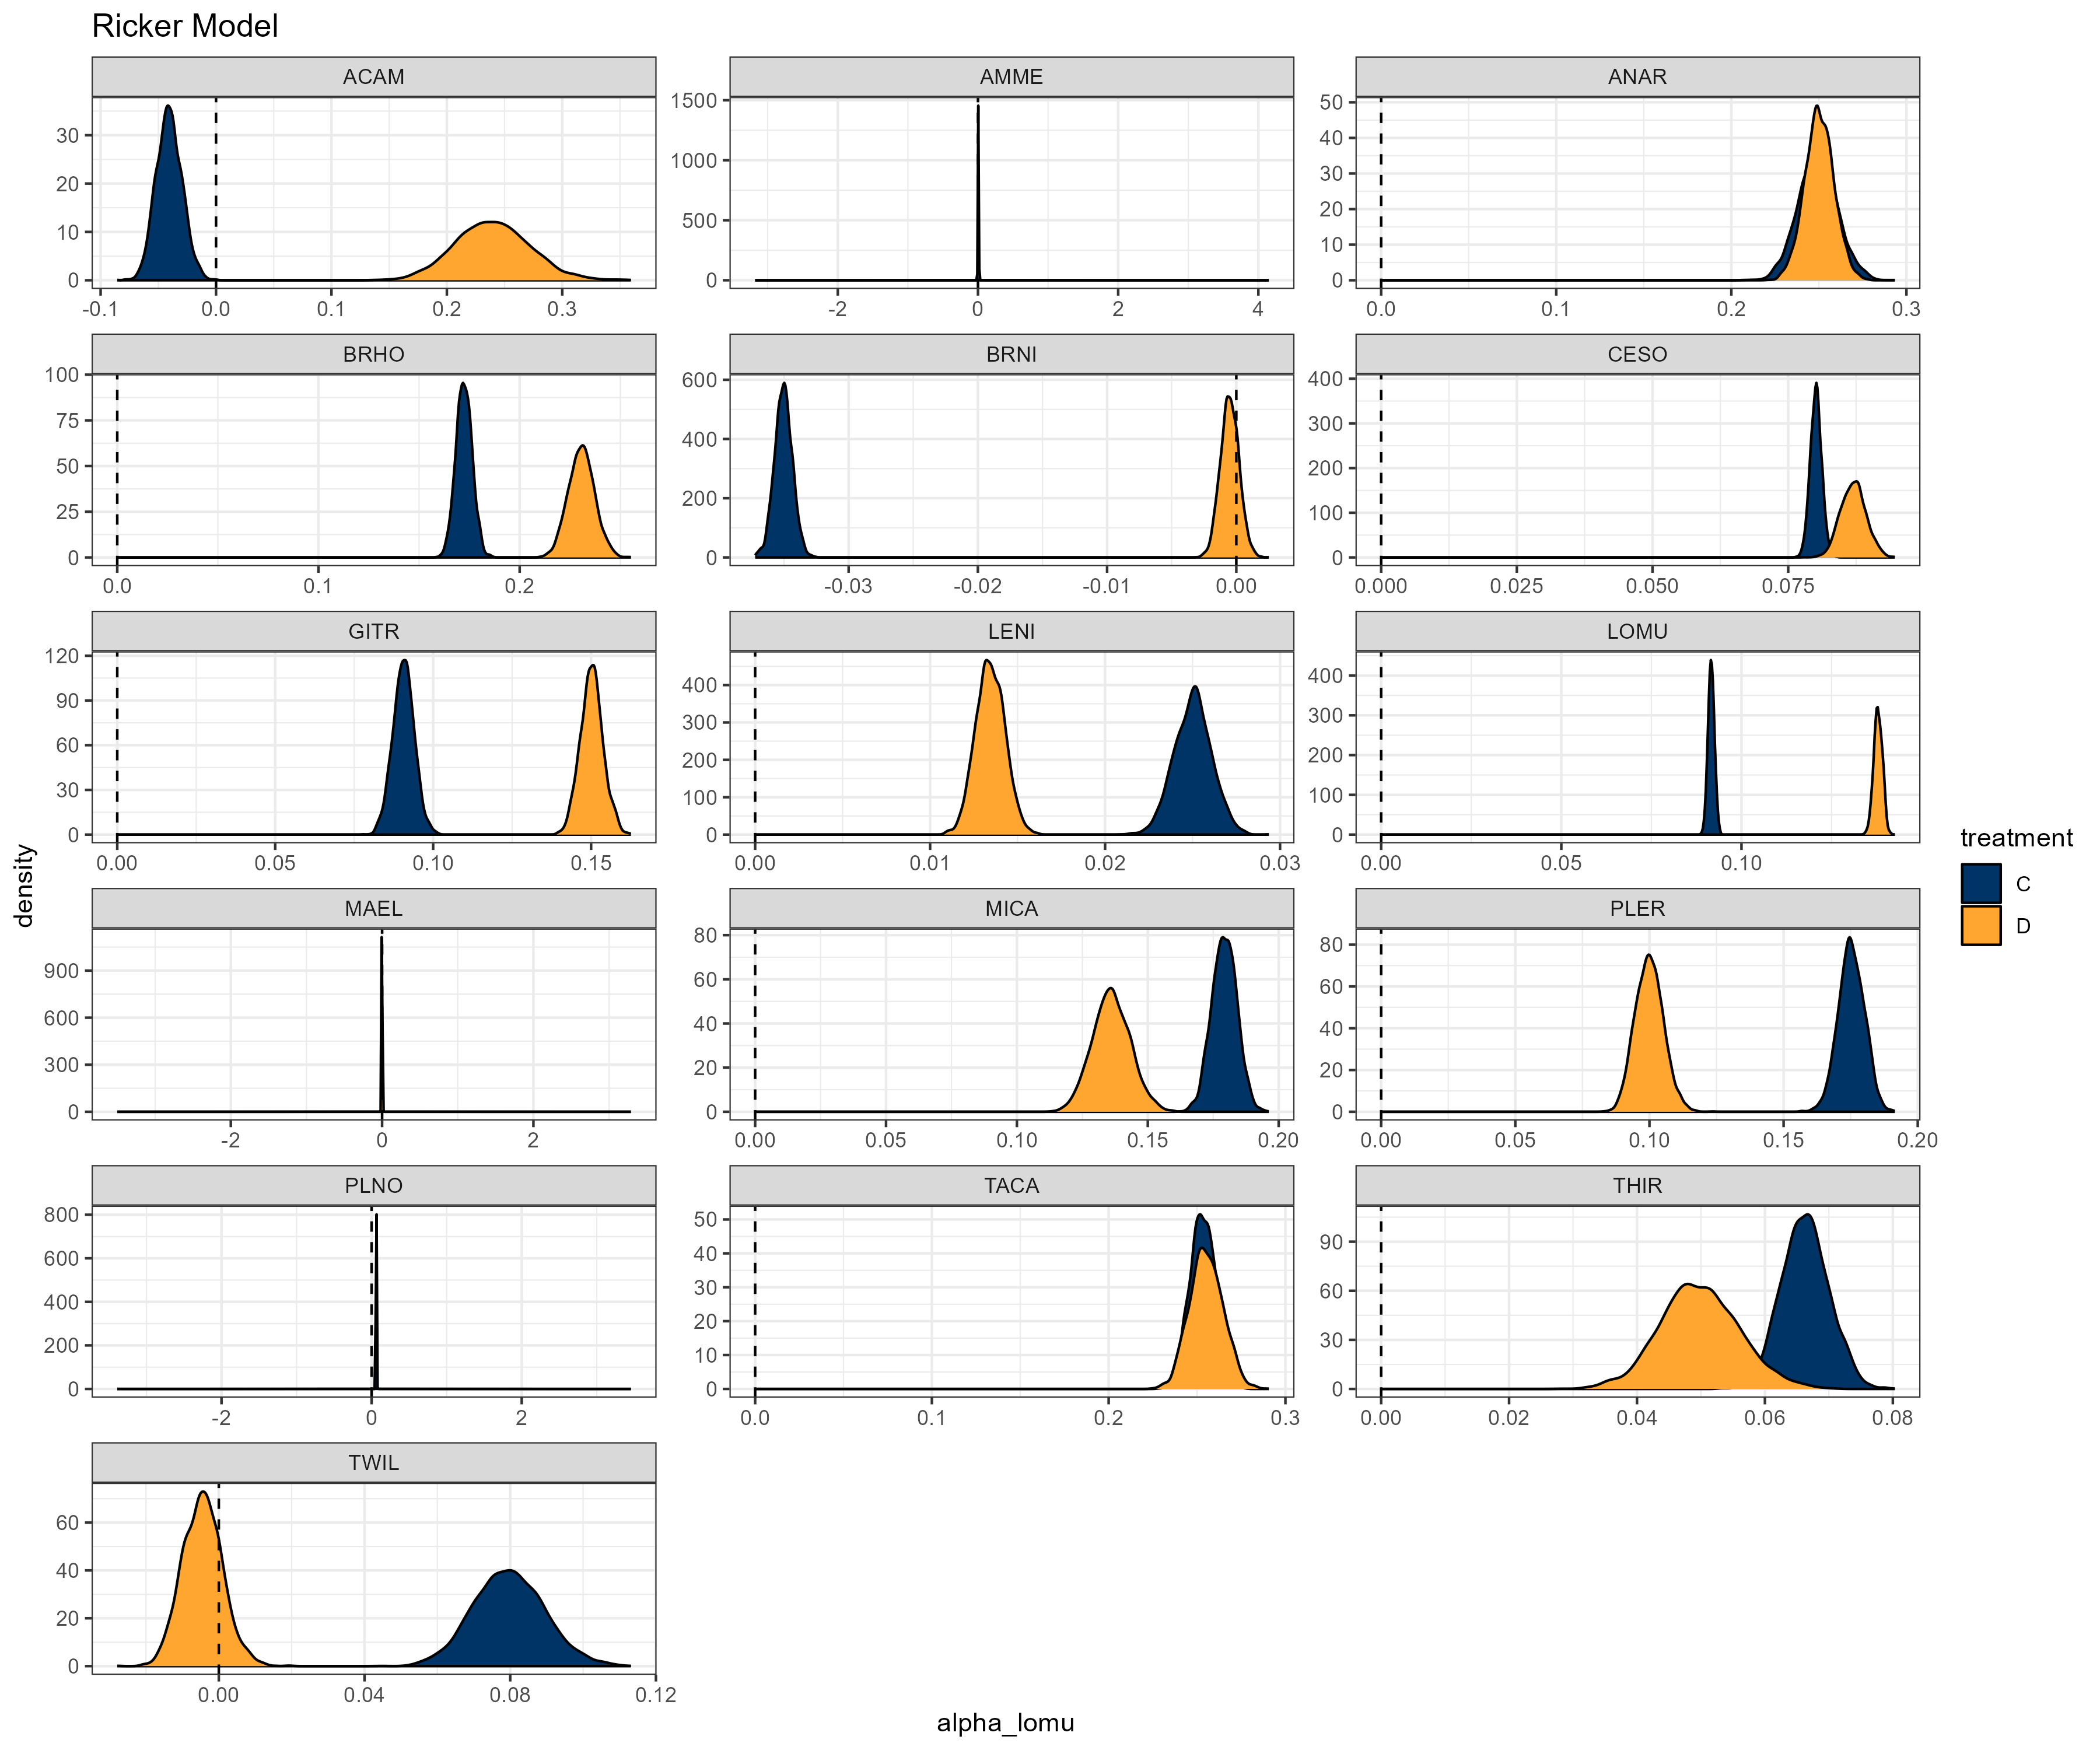 Ricker Model
ACAM
AMME
ANAR
30
20
10
0
-0.1 0.0 0.1 0.2 0.3
1500
1000
500
0
-2 0 2 4
50
40
30
20
10
0
0.0 0.1 0.2 0.3
BRHO
BRNI
CESO
100
75
50
25
0
0.0 0.1 0.2
600
400
200
0
-0.03 -0.02 -0.01 0.00
400
300
200
100
0
0.000 0.025 0.050 0.075
GITR
LENI
LOMU
120
90
60
30
0
0.00 0.05 0.10 0.15
400
300
200
100
0
0.00 0.01 0.02 0.03
400
300
200
100
0
0.00 0.05 0.10
MAEL
MICA
PLER
900
600
300
0
-2 0 2
80
60
40
20
0
0.00 0.05 0.10 0.15 0.20
80
60
40
20
0
0.00 0.05 0.10 0.15 0.20
PLNO
TACA
THIR
800
600
400
200
0
-2 0 2
50
40
30
20
10
0
0.0 0.1 0.2 0.3
90
60
30
0
0.00 0.02 0.04 0.06 0.08
TWIL
60
40
20
0
0.00 0.04 0.08 0.12
density
alpha_lomu
treatment
C
D